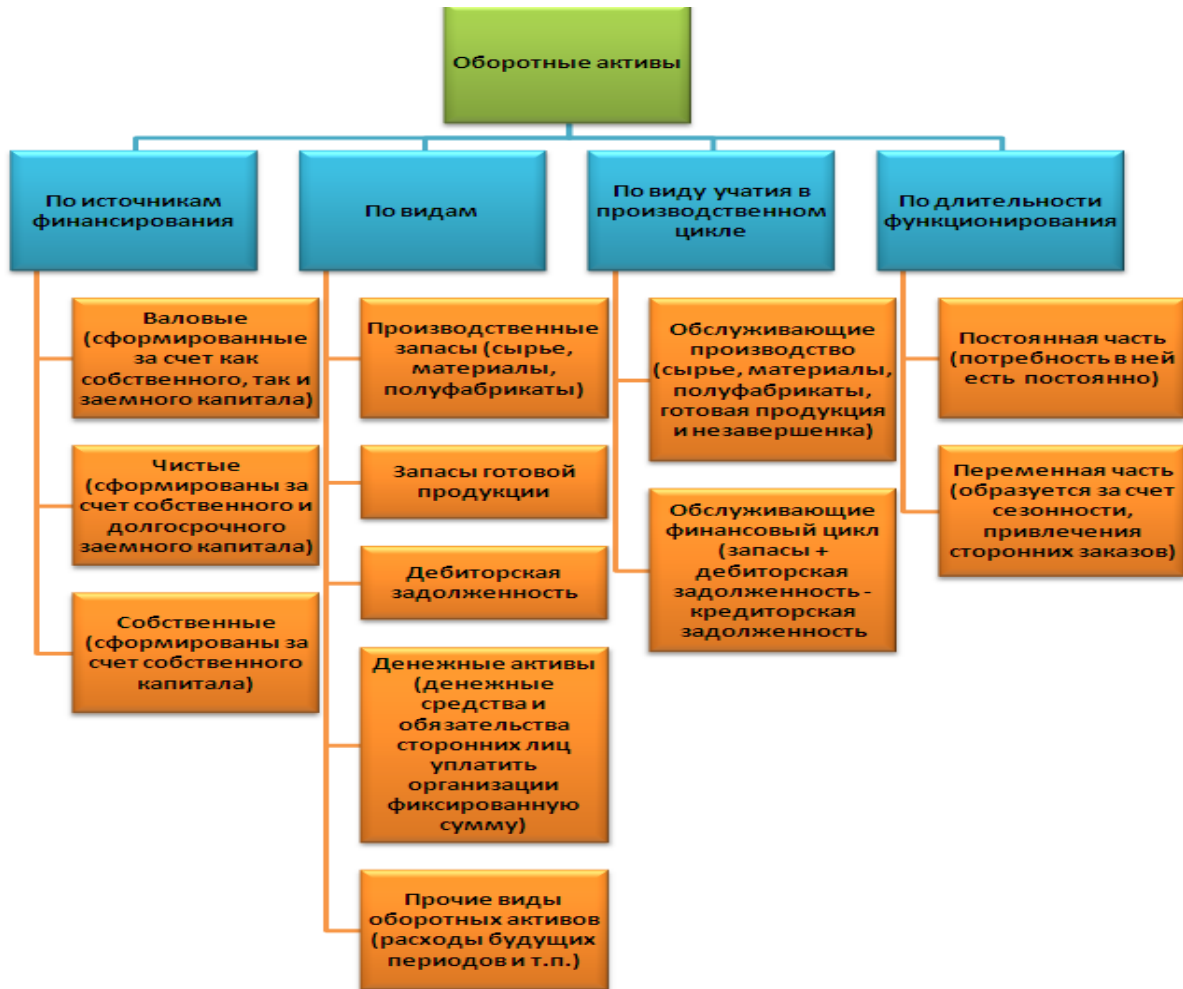 Оборотные активы
По источникам
финансирования
По видам
По виду учатия в
производственном
цикле
По длительности
функционирования
Валовые
(сформированные
за счет как
собственного, так и
заемного капитала)
Чистые
(сформированы за
счет собственного и
долгосрочного
заемного капитала)
Собственные
(сформированы за
счет собственного
капитала)
Производственные
запасы (сырье,
материалы,
полуфабрикаты)
Запасы готовой
продукции
Дебиторская
задолженность
Денежные активы
(денежные
средства и
обязательства
сторонних лиц
уплатить
организации
фиксированную
сумму)
Прочие виды
оборотных активов
(расходы будущих
периодов и т.п.)
Обслуживающие
производство
(сырье, материалы,
полуфабрикаты,
готовая продукция
и незавершенка)
Обслуживающие
финансовый цикл
(запасы +
дебиторская
задолженность -
кредиторская
задолженность
Постоянная часть
(потребность в ней
есть постоянно)
Переменная часть
(образуется за счет
сезонности,
привлечения
сторонних заказов)